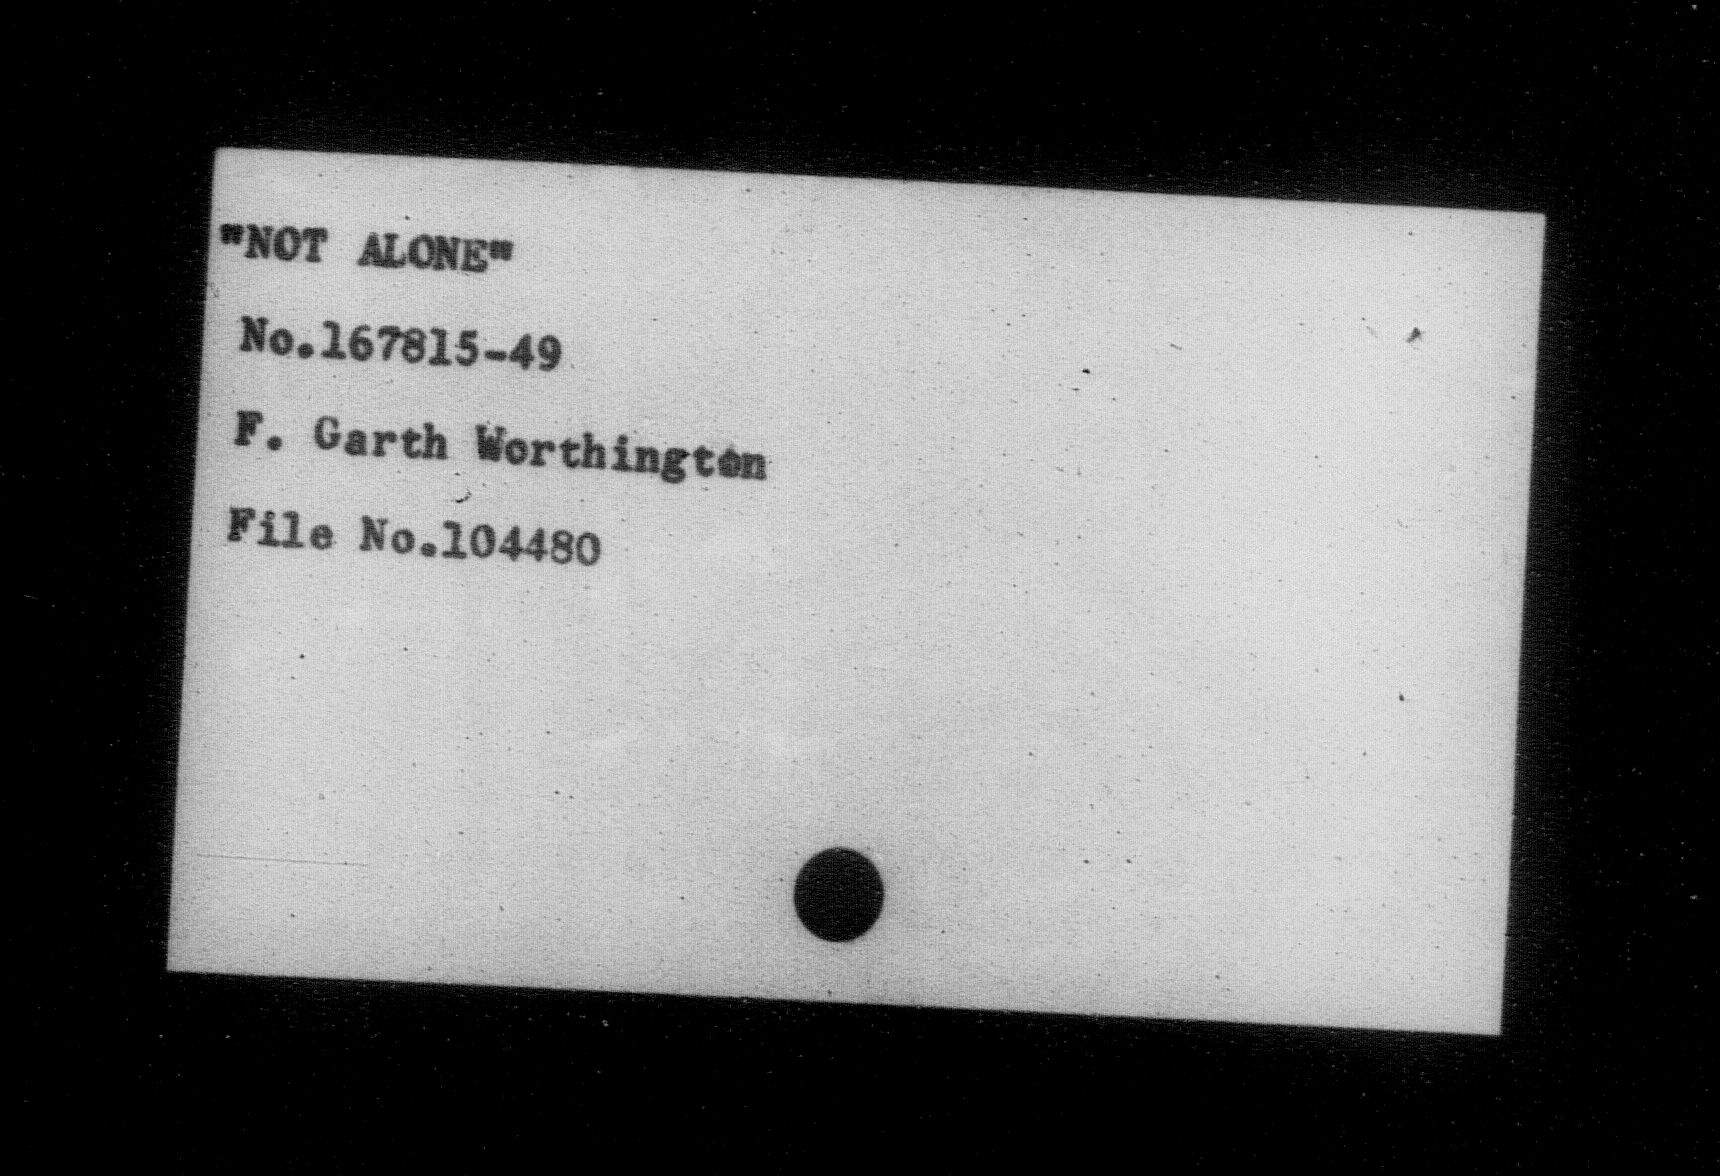 "NOT ALONE"
No.167815-49
F. Garth Worthington
File No.104480